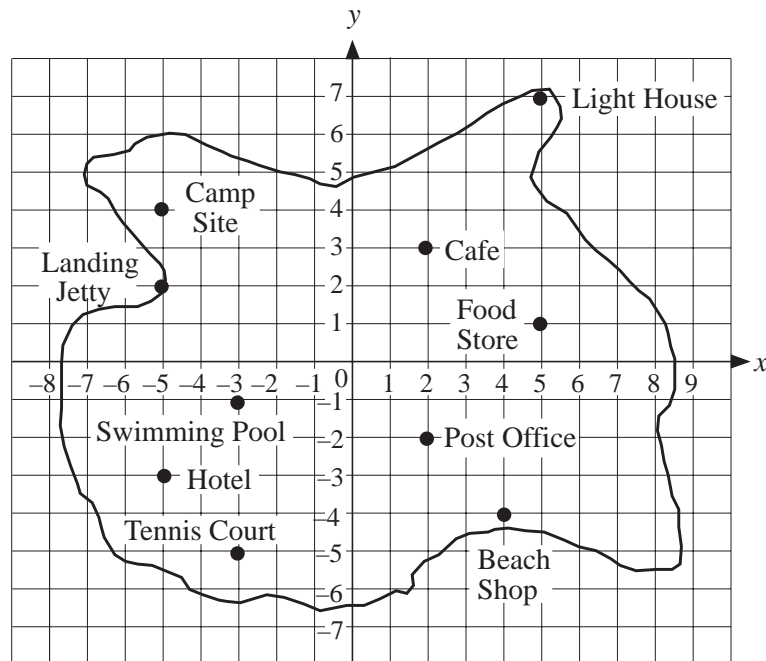 y
7
Light House
6
5
Camp
Site
4
3
Cafe
Landing
Jetty
2
Food
Store
1
–8 –7 –6 –5 –4 –3 –2 –1 0 1 2 3 4 5 6 7 8 9 x
–1
Swimming Pool
–2
Post Office
–3
Hotel
–4
Tennis Court
–5
Beach
Shop
–6
–7